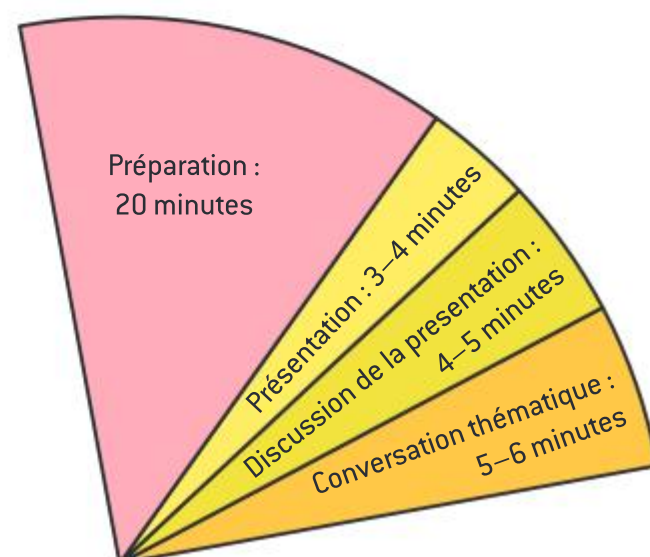 Préparation :
20 minutes
Présentation : 3–4 minutes
Discussion de la presentation :
4–5 minutes
Conversation thématique :
5–6 minutes